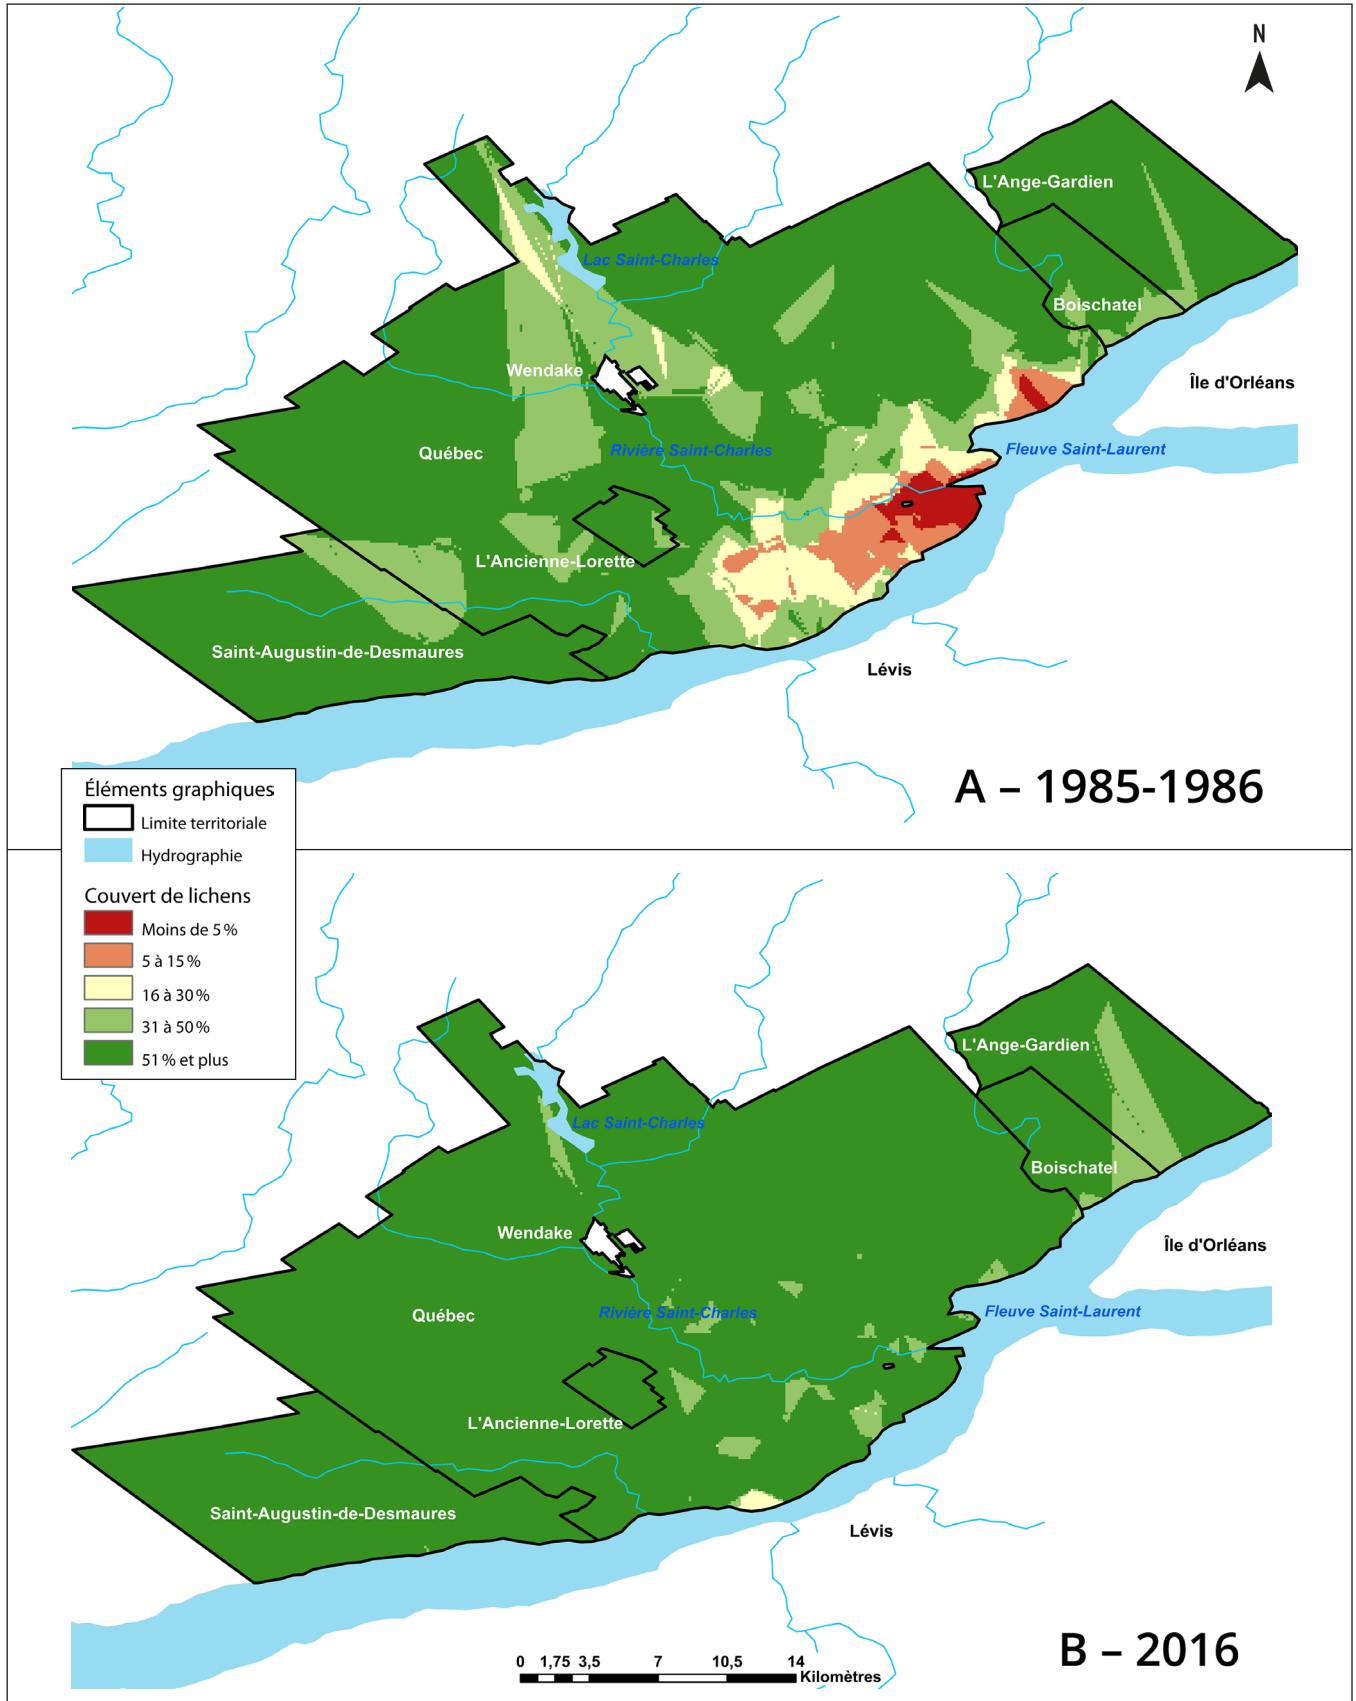 N
L'Ange-Gardien
Lac Saint-Charles
Boischatel
Wendake
Île d'Orléans
Québec
Rivière Saint-Charles
Fleuve Saint-Laurent
L'Ancienne-Lorette
Saint-Augustin-de-Desmaures
Lévis
A – 1985-1986
Éléments graphiques
Limite territoriale
Hydrographie
Couvert de lichens
Moins de 5 %
5 à 15 %
16 à 30 %
31 à 50 %
51 % et plus
L'Ange-Gardien
Lac Saint-Charles
Boischatel
Wendake
Île d'Orléans
Québec
Rivière Saint-Charles
Fleuve Saint-Laurent
L'Ancienne-Lorette
Saint-Augustin-de-Desmaures
Lévis
B – 2016
0 1,75 3,5 7 10,5 14
Kilomètres